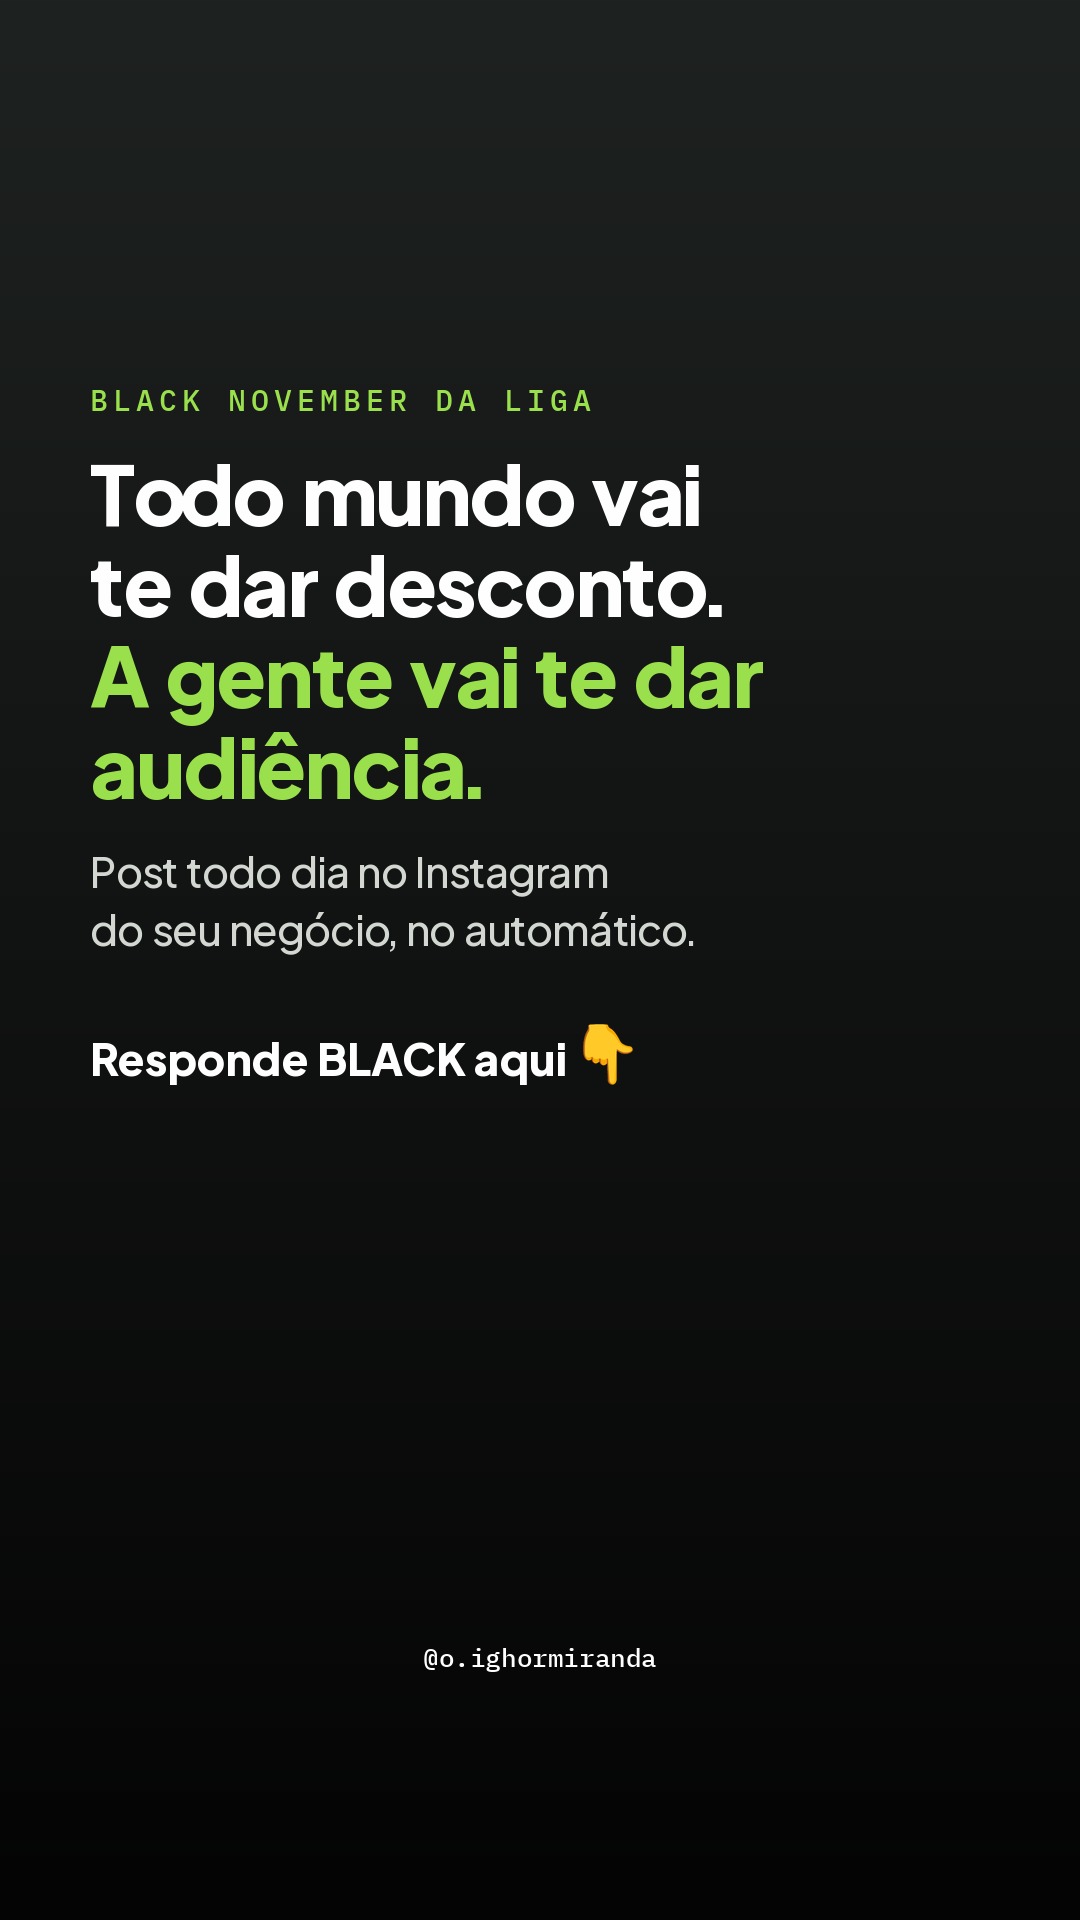 BLACK NOVEMBER DA LIGA
Todo mundo vai
te dar desconto.
A gente vai te dar
audiência.
Post todo dia no Instagram
do seu negócio, no automático.
Responde BLACK aqui 👇
@o.ighormiranda